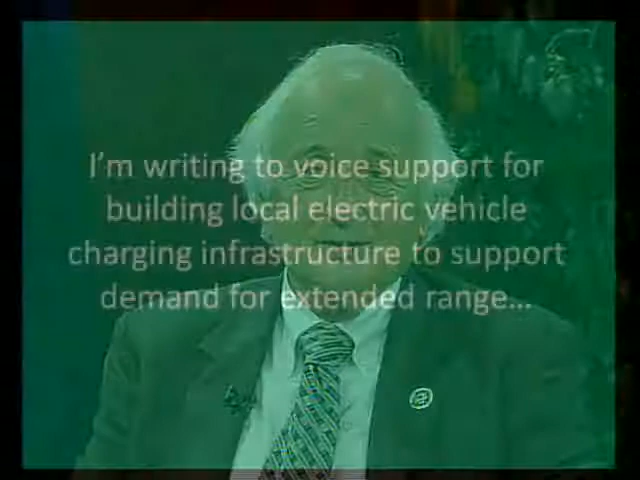 I'm writing to voice support for
building local electric vehicle
charging infrastructure to support
demand for extended range...